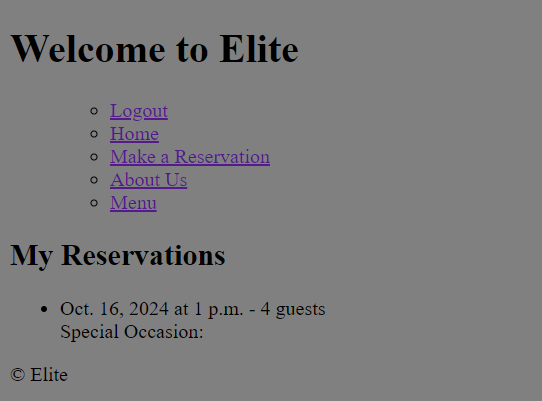 Welcome to Elite
Logout
Home
Make a Reservation
About Us
Menu
My Reservations
Oct. 16, 2024 at 1 p.m. - 4 guests
Special Occasion:
© Elite